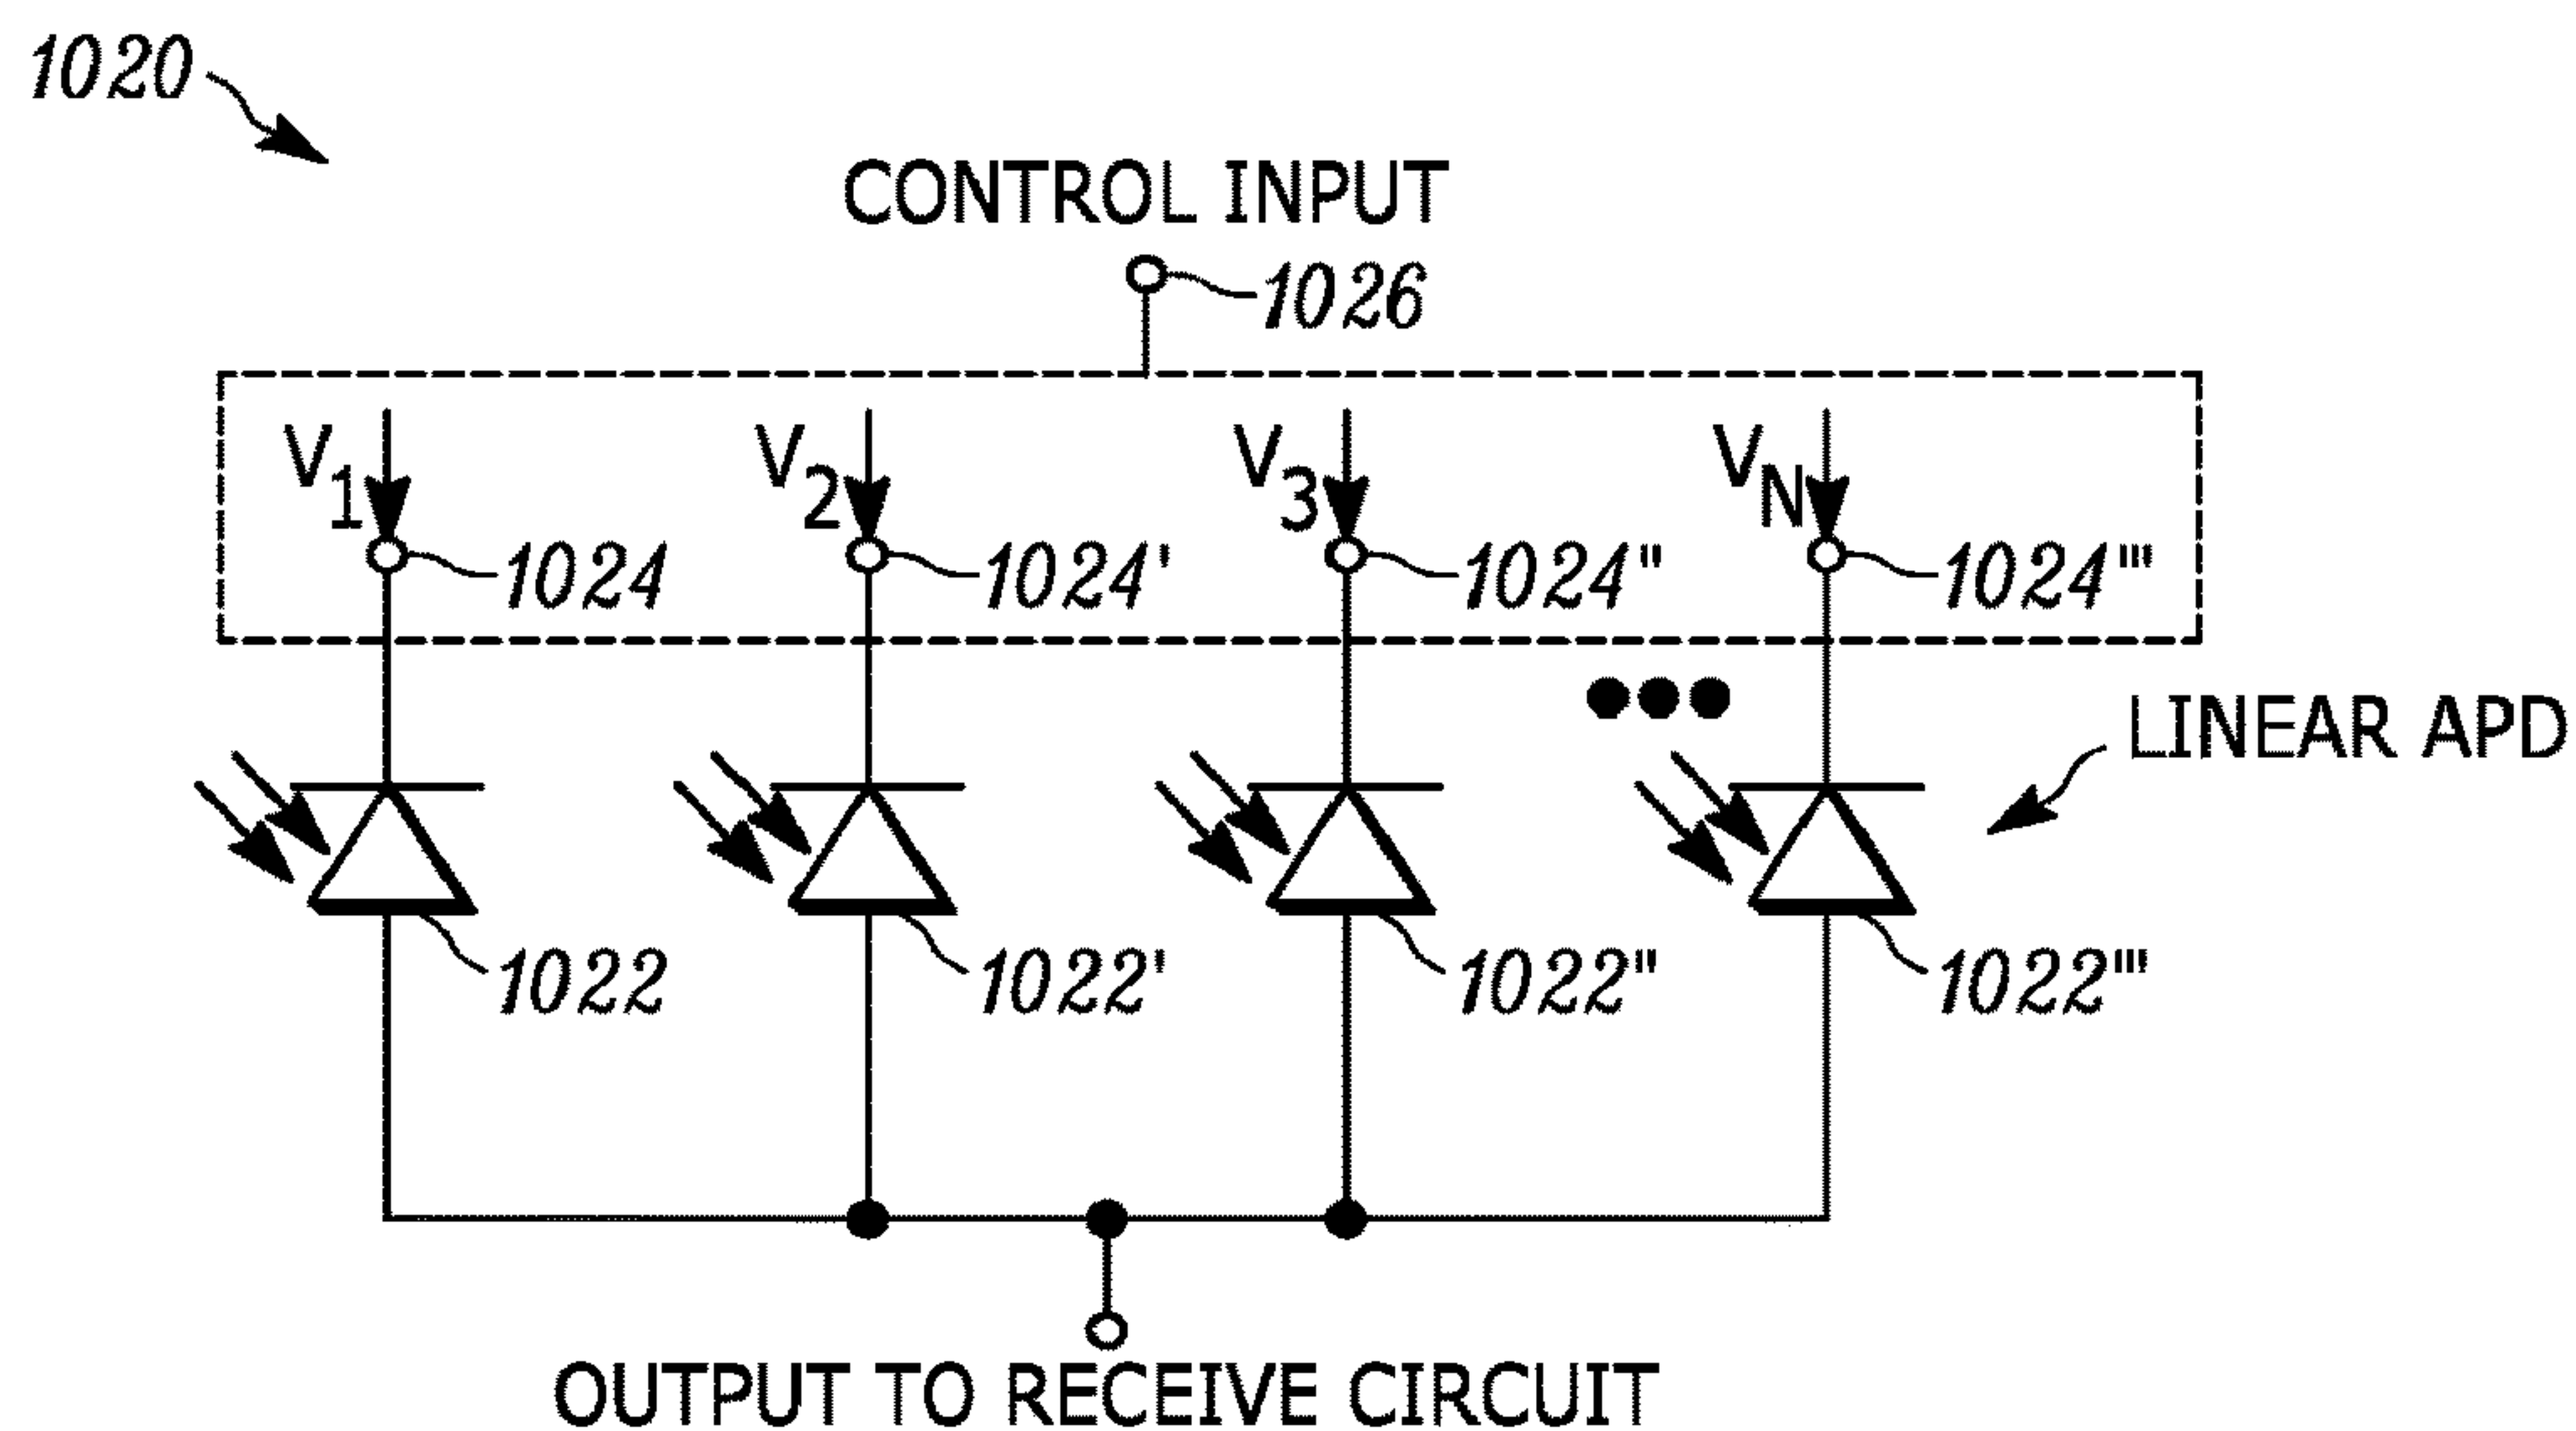 1020
CONTROL INPUT
1026
V1 V2 V3 VN
1024 1024' 1024" 1024'"
LINEAR APD
1022 1022' 1022" 1022'"
OUTPUT TO RECEIVE CIRCUIT